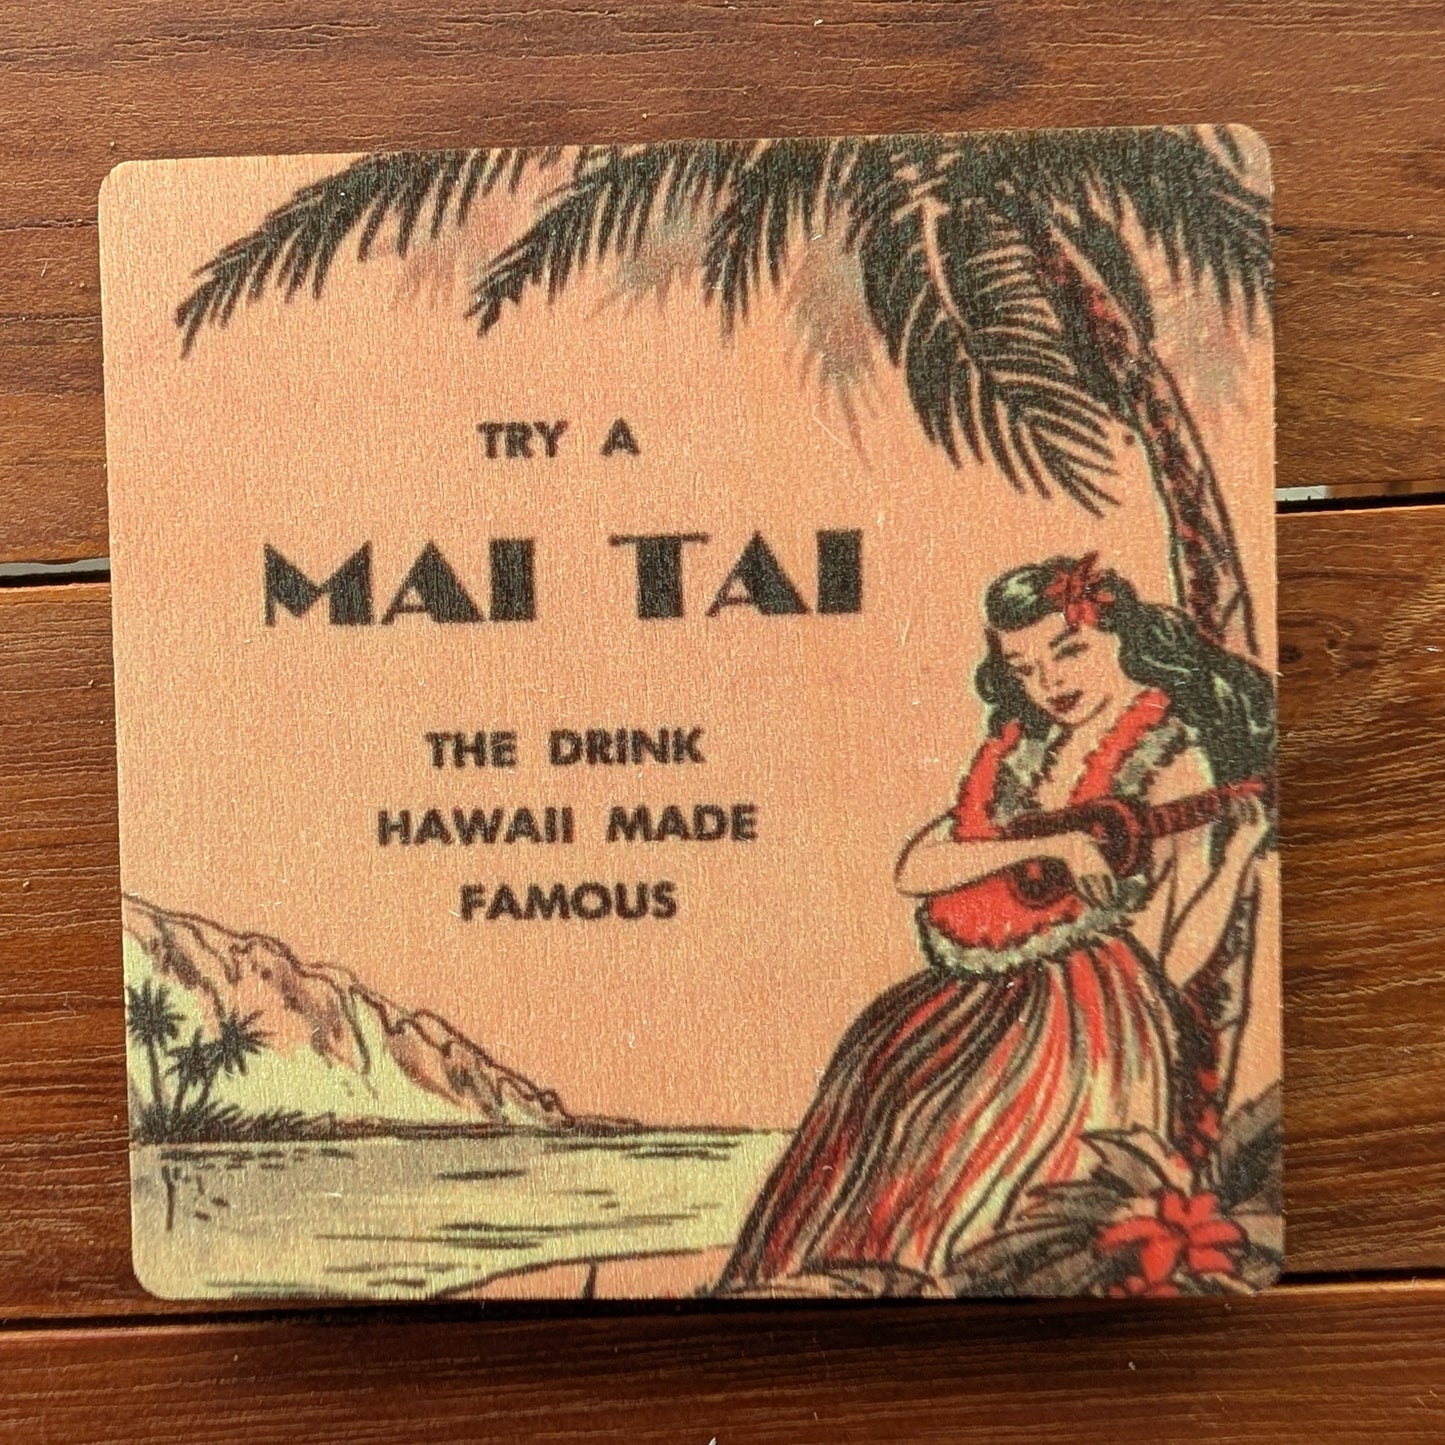 TRY A
MAI TAI
THE DRINK
HAWAII MADE
FAMOUS